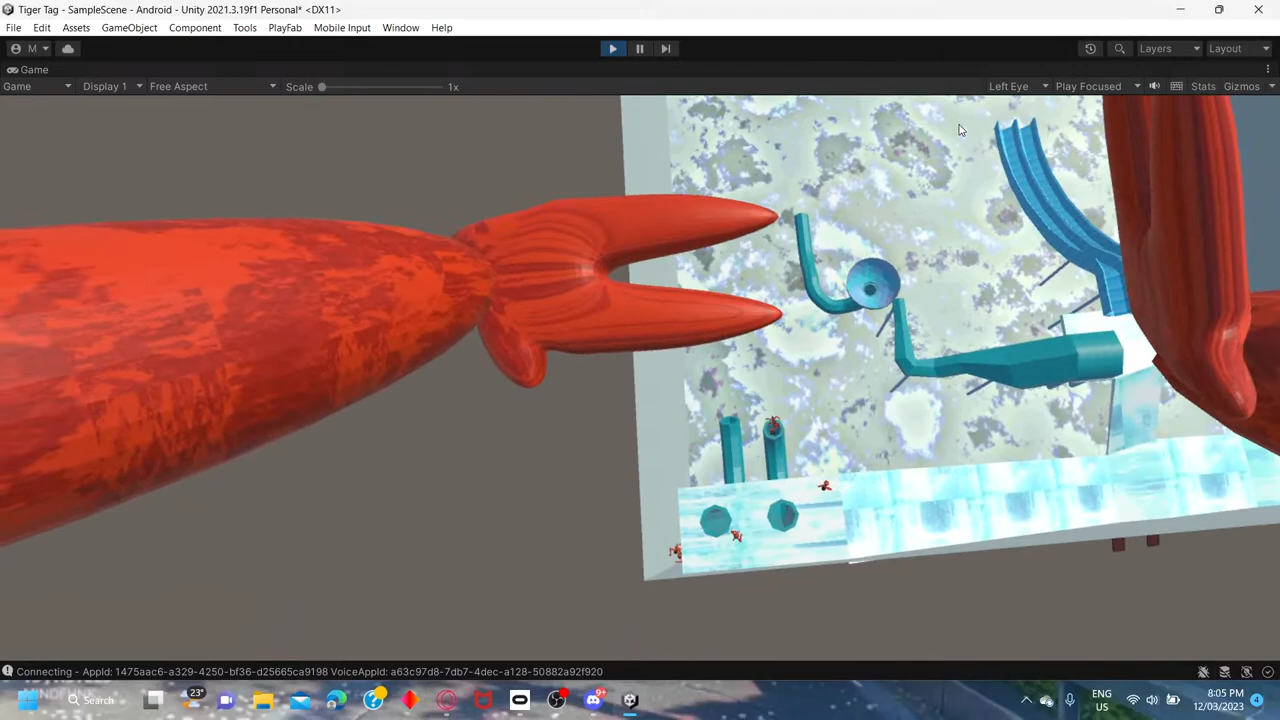 Tiger Tag - SampleScene - Android - Unity 2021.3.19f1 Personal* <DX11>
File Edit Assets GameObject Component Tools PlayFab Mobile Input Window Help
M Layers Layout
Game
Game Display 1 Free Aspect Scale 1x Left Eye Play Focused Stats Gizmos
Connecting - AppId: 1475aac6-a329-4250-bf36-d25665ca9198 VoiceAppId: a63c97d8-7db7-4dec-a128-50882a92f920
Search 23° 9+ ENG US 8:05 PM 12/03/2023 4